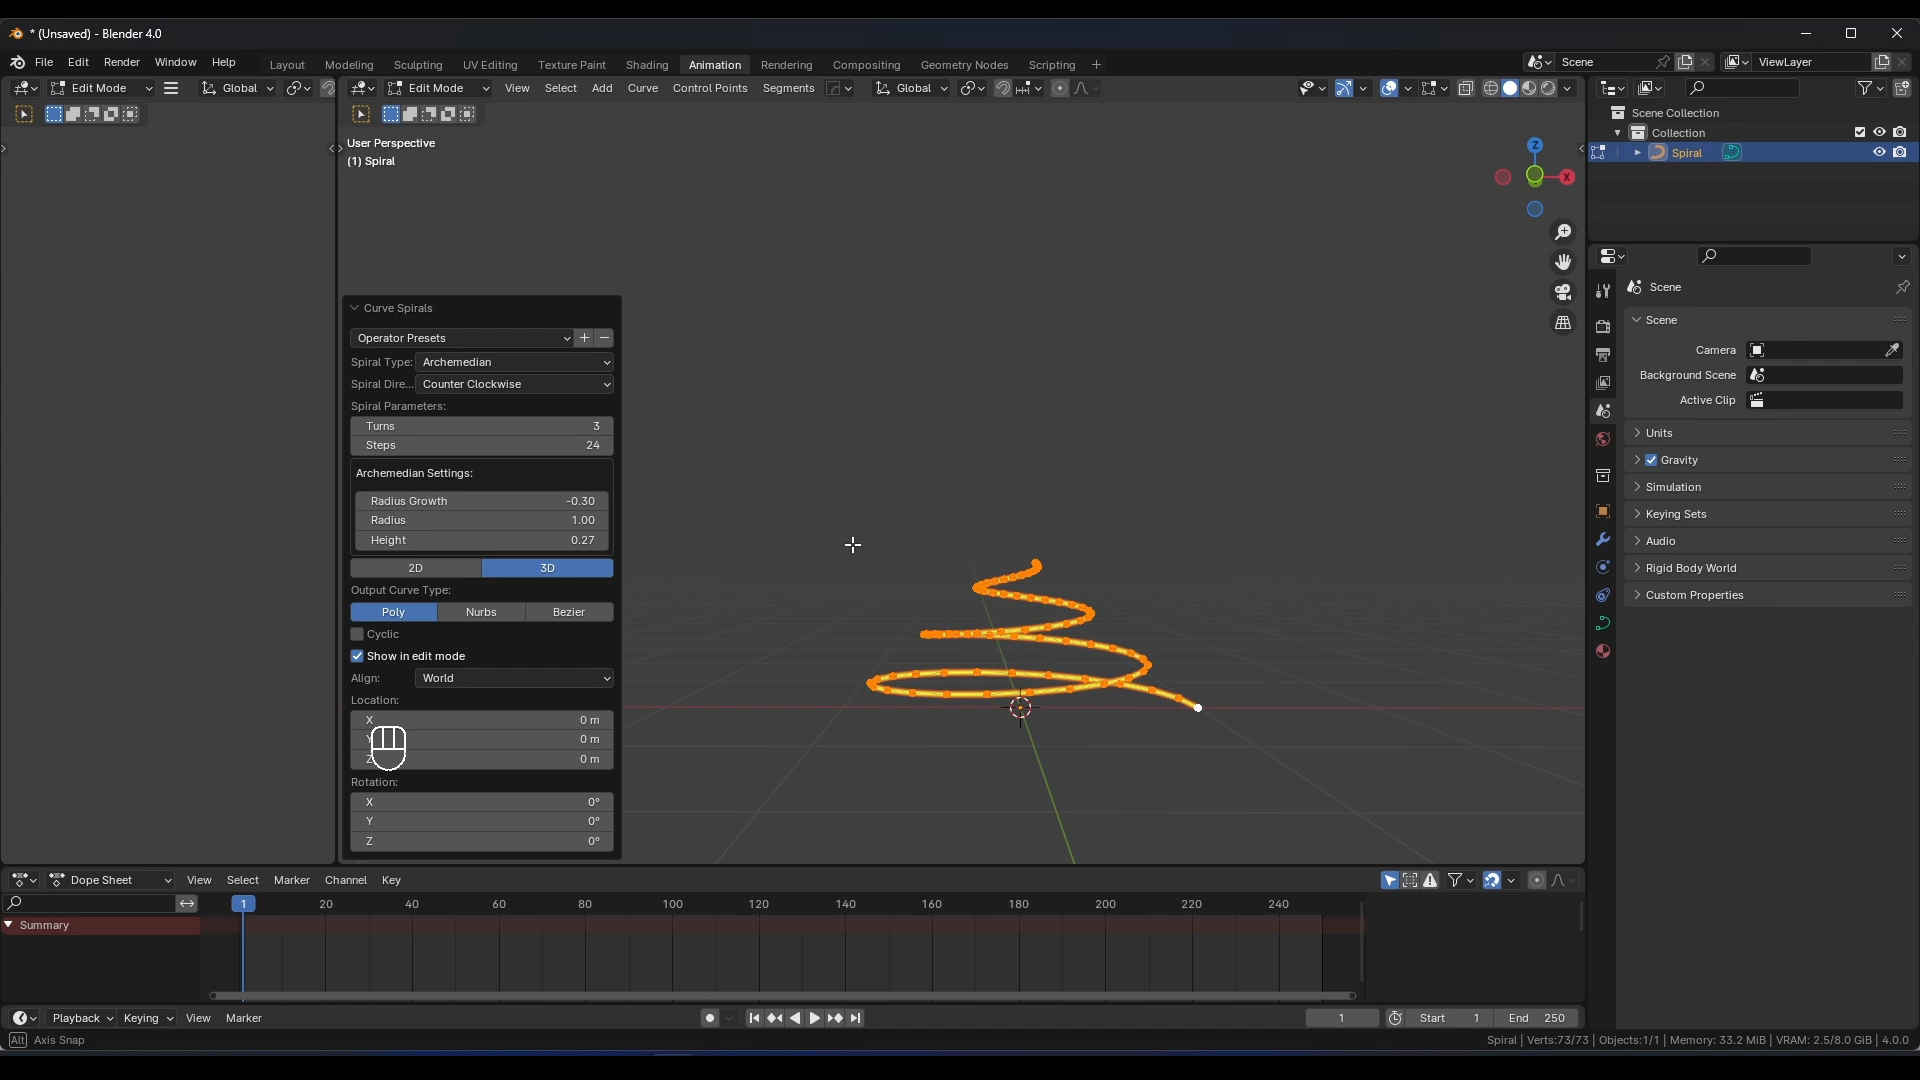 * (Unsaved) - Blender 4.0
File Edit Render Window Help Layout Modeling Sculpting UV Editing Texture Paint Shading Animation Rendering Compositing Geometry Nodes Scripting + Scene ViewLayer
Edit Mode Global Edit Mode View Select Add Curve Control Points Segments Global
User Perspective
(1) Spiral
Z
X
Scene Collection
Collection
Spiral
Curve Spirals
Operator Presets
Spiral Type: Archemedian
Spiral Dire... Counter Clockwise
Spiral Parameters:
Turns 3
Steps 24
Archemedian Settings:
Radius Growth -0.30
Radius 1.00
Height 0.27
2D 3D
Output Curve Type:
Poly Nurbs Bezier
Cyclic
Show in edit mode
Align: World
Location:
X 0 m
Y 0 m
Z 0 m
Rotation:
X 0°
Y 0°
Z 0°
Scene
Scene
Camera
Background Scene
Active Clip
Units
Gravity
Simulation
Keying Sets
Audio
Rigid Body World
Custom Properties
Dope Sheet View Select Marker Channel Key
1 20 40 60 80 100 120 140 160 180 200 220 240
Summary
Playback Keying View Marker 1 Start 1 End 250
Alt Axis Snap Spiral | Verts:73/73 | Objects:1/1 | Memory: 33.2 MiB | VRAM: 2.5/8.0 GiB | 4.0.0